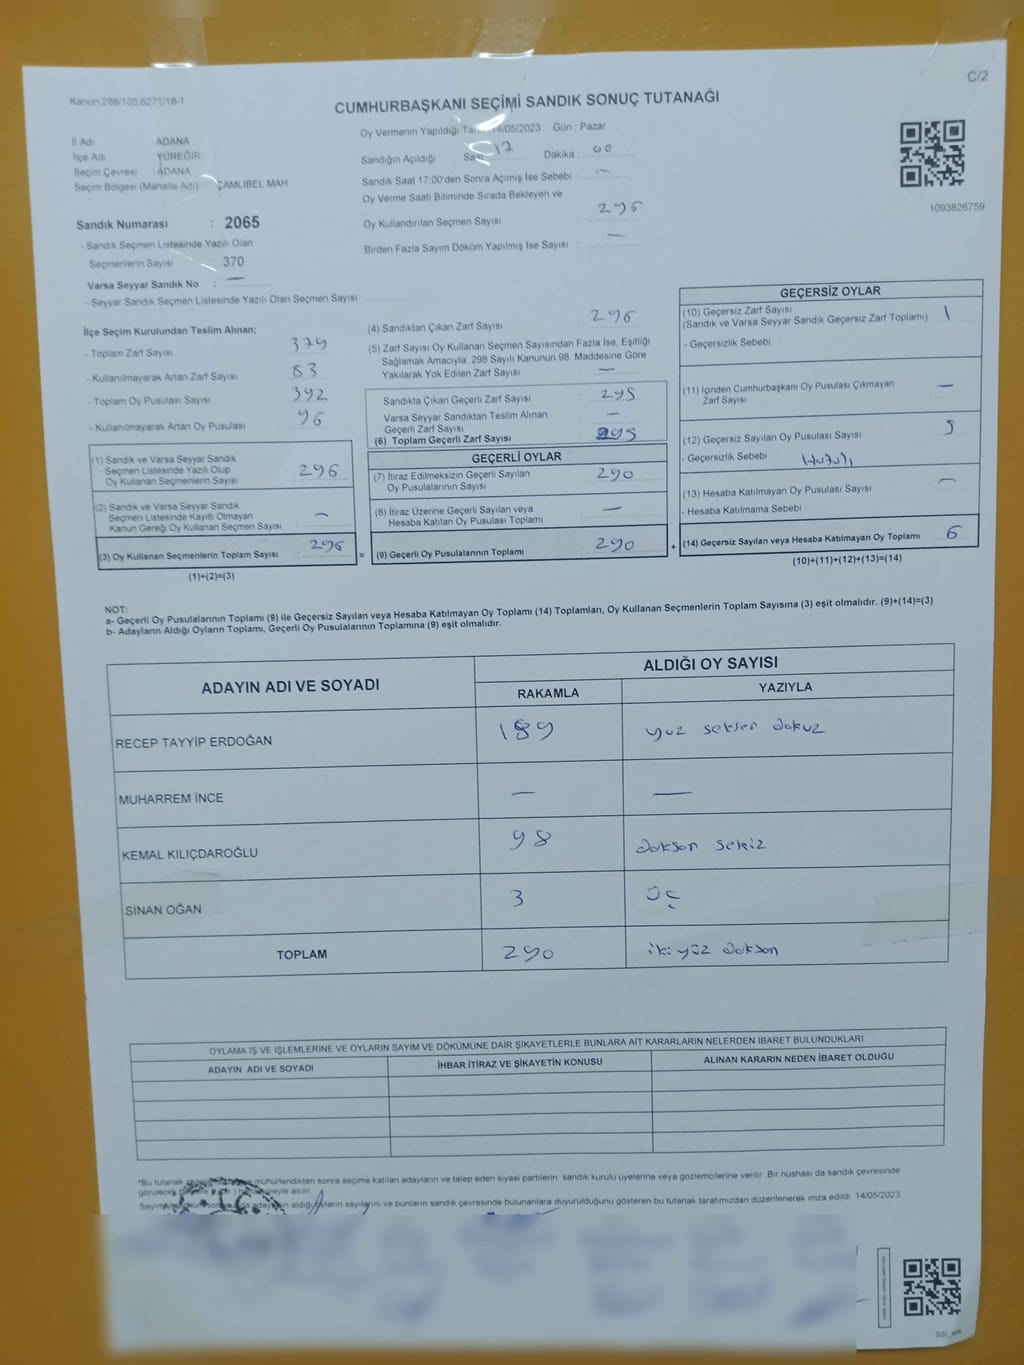 Kanun:298/105,6271/18-1
C/2
CUMHURBAŞKANI SEÇİMİ SANDIK SONUÇ TUTANAĞI
İl Adı ADANA
İlçe Adı YÜREĞİR
Seçim Çevresi : ADANA
Seçim Bölgesi (Mahalle Adı) ÇAMLIBEL MAH.
Sandık Numarası : 2065
- Sandık Seçmen Listesinde Yazılı Olan
Seçmenlerin Sayısı : 370
Varsa Seyyar Sandık No : —
- Seyyar Sandık Seçmen Listesinde Yazılı Olan Seçmen Sayısı
Oy Vermenin Yapıldığı 14/05/2023 Gün : Pazar
Sandığın Açıldığı Saat 17 Dakika : 00
Sandık Saat 17:00'den Sonra Açımış İse Sebebi —
Oy Verme Saati Bitiminde Sırada Bekleyen ve
Oy Kullandırılan Seçmen Sayısı 296
Birden Fazla Sayım Döküm Yapılmış İse Sayısı —
1093826759
İlçe Seçim Kurulundan Teslim Alınan;
- Toplam Zarf Sayısı 379
- Kullanılmayarak Artan Zarf Sayısı 83
- Toplam Oy Pusulası Sayısı 392
- Kullanılmayarak Artan Oy Pusulası 96
(1) Sandık ve Varsa Seyyar Sandık
Seçmen Listesinde Yazılı Olup
Oy Kullanan Seçmenlerin Sayısı 296
(2) Sandık ve Varsa Seyyar Sandık
Seçmen Listesinde Kayıtlı Olmayan
Kanun Gereği Oy Kullanan Seçmen Sayısı —
(3) Oy Kullanan Seçmenlerin Toplam Sayısı 296
(1)+(2)=(3)
=
(4) Sandıktan Çıkan Zarf Sayısı 296
(5) Zarf Sayısı Oy Kullanan Seçmen Sayısından Fazla İse, Eşitliği
Sağlamak Amacıyla, 298 Sayılı Kanunun 98. Maddesine Göre
Yakılarak Yok Edilen Zarf Sayısı —
Sandıkta Çıkan Geçerli Zarf Sayısı 295
Varsa Seyyar Sandıktan Teslim Alınan
Geçerli Zarf Sayısı —
(6) Toplam Geçerli Zarf Sayısı 295
GEÇERLİ OYLAR
(7) İtiraz Edilmeksizin Geçerli Sayılan
Oy Pusulalarının Sayısı 290
(8) İtiraz Üzerine Geçerli Sayılan veya
Hesaba Katılan Oy Pusulası Toplamı —
(9) Geçerli Oy Pusulalarının Toplamı 290
+
GEÇERSİZ OYLAR
(10) Geçersiz Zarf Sayısı
(Sandık ve Varsa Seyyar Sandık Geçersiz Zarf Toplamı) 1
- Geçersizlik Sebebi :
(11) İçinden Cumhurbaşkanı Oy Pusulası Çıkmayan
Zarf Sayısı —
(12) Geçersiz Sayılan Oy Pusulası Sayısı 5
- Geçersizlik Sebebi
(13) Hesaba Katılmayan Oy Pusulası Sayısı —
- Hesaba Katılmama Sebebi
(14) Geçersiz Sayılan veya Hesaba Katılmayan Oy Toplamı 6
(10)+(11)+(12)+(13)=(14)
NOT:
a- Geçerli Oy Pusulalarının Toplamı (9) ile Geçersiz Sayılan veya Hesaba Katılmayan Oy Toplamı (14) Toplamları, Oy Kullanan Seçmenlerin Toplam Sayısına (3) eşit olmalıdır. (9)+(14)=(3)
b- Adayların Aldığı Oyların Toplamı, Geçerli Oy Pusulalarının Toplamına (9) eşit olmalıdır.
ADAYIN ADI VE SOYADI ALDIĞI OY SAYISI
RAKAMLA YAZIYLA
RECEP TAYYİP ERDOĞAN 189 yuz seksen dokuz
MUHARREM İNCE — —
KEMAL KILIÇDAROĞLU 98 doksan sekiz
SİNAN OĞAN 3 üç
TOPLAM 290 iki yüz doksan
OYLAMA İŞ VE İŞLEMLERİNE VE OYLARIN SAYIM VE DÖKÜMÜNE DAİR ŞİKAYETLERLE BUNLARA AİT KARARLARIN NELERDEN İBARET BULUNDUKLARI
ADAYIN ADI VE SOYADI İHBAR İTİRAZ VE ŞİKAYETİN KONUSU ALINAN KARARIN NEDEN İBARET OLDUĞU
*Bu tutanak mühürlendikten sonra seçime katılan adayların ve talep eden siyasi partilerin sandık kurulu üyelerine veya gözlemcilerine verilir. Bir nüshası da sandık çevresinde
görülecek asılır.
Sayım aldığı oyların sayılarını ve bunların sandık çevresinde bulunanlara duyurulduğunu gösteren bu tutanak tarafımızdan düzenlenerek imza edildi. 14/05/2023